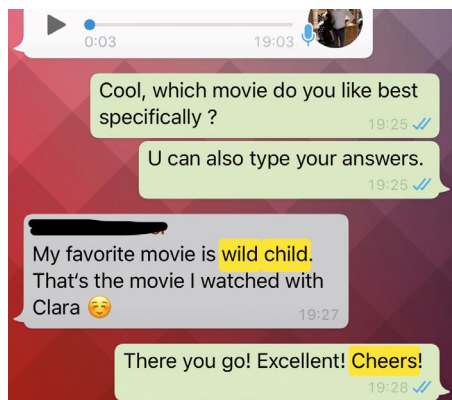 0:03 19:03
Cool, which movie do you like best
specifically ?
19:25
U can also type your answers.
19:25
My favorite movie is wild child.
That's the movie I watched with
Clara ☺️
19:27
There you go! Excellent! Cheers!
19:28